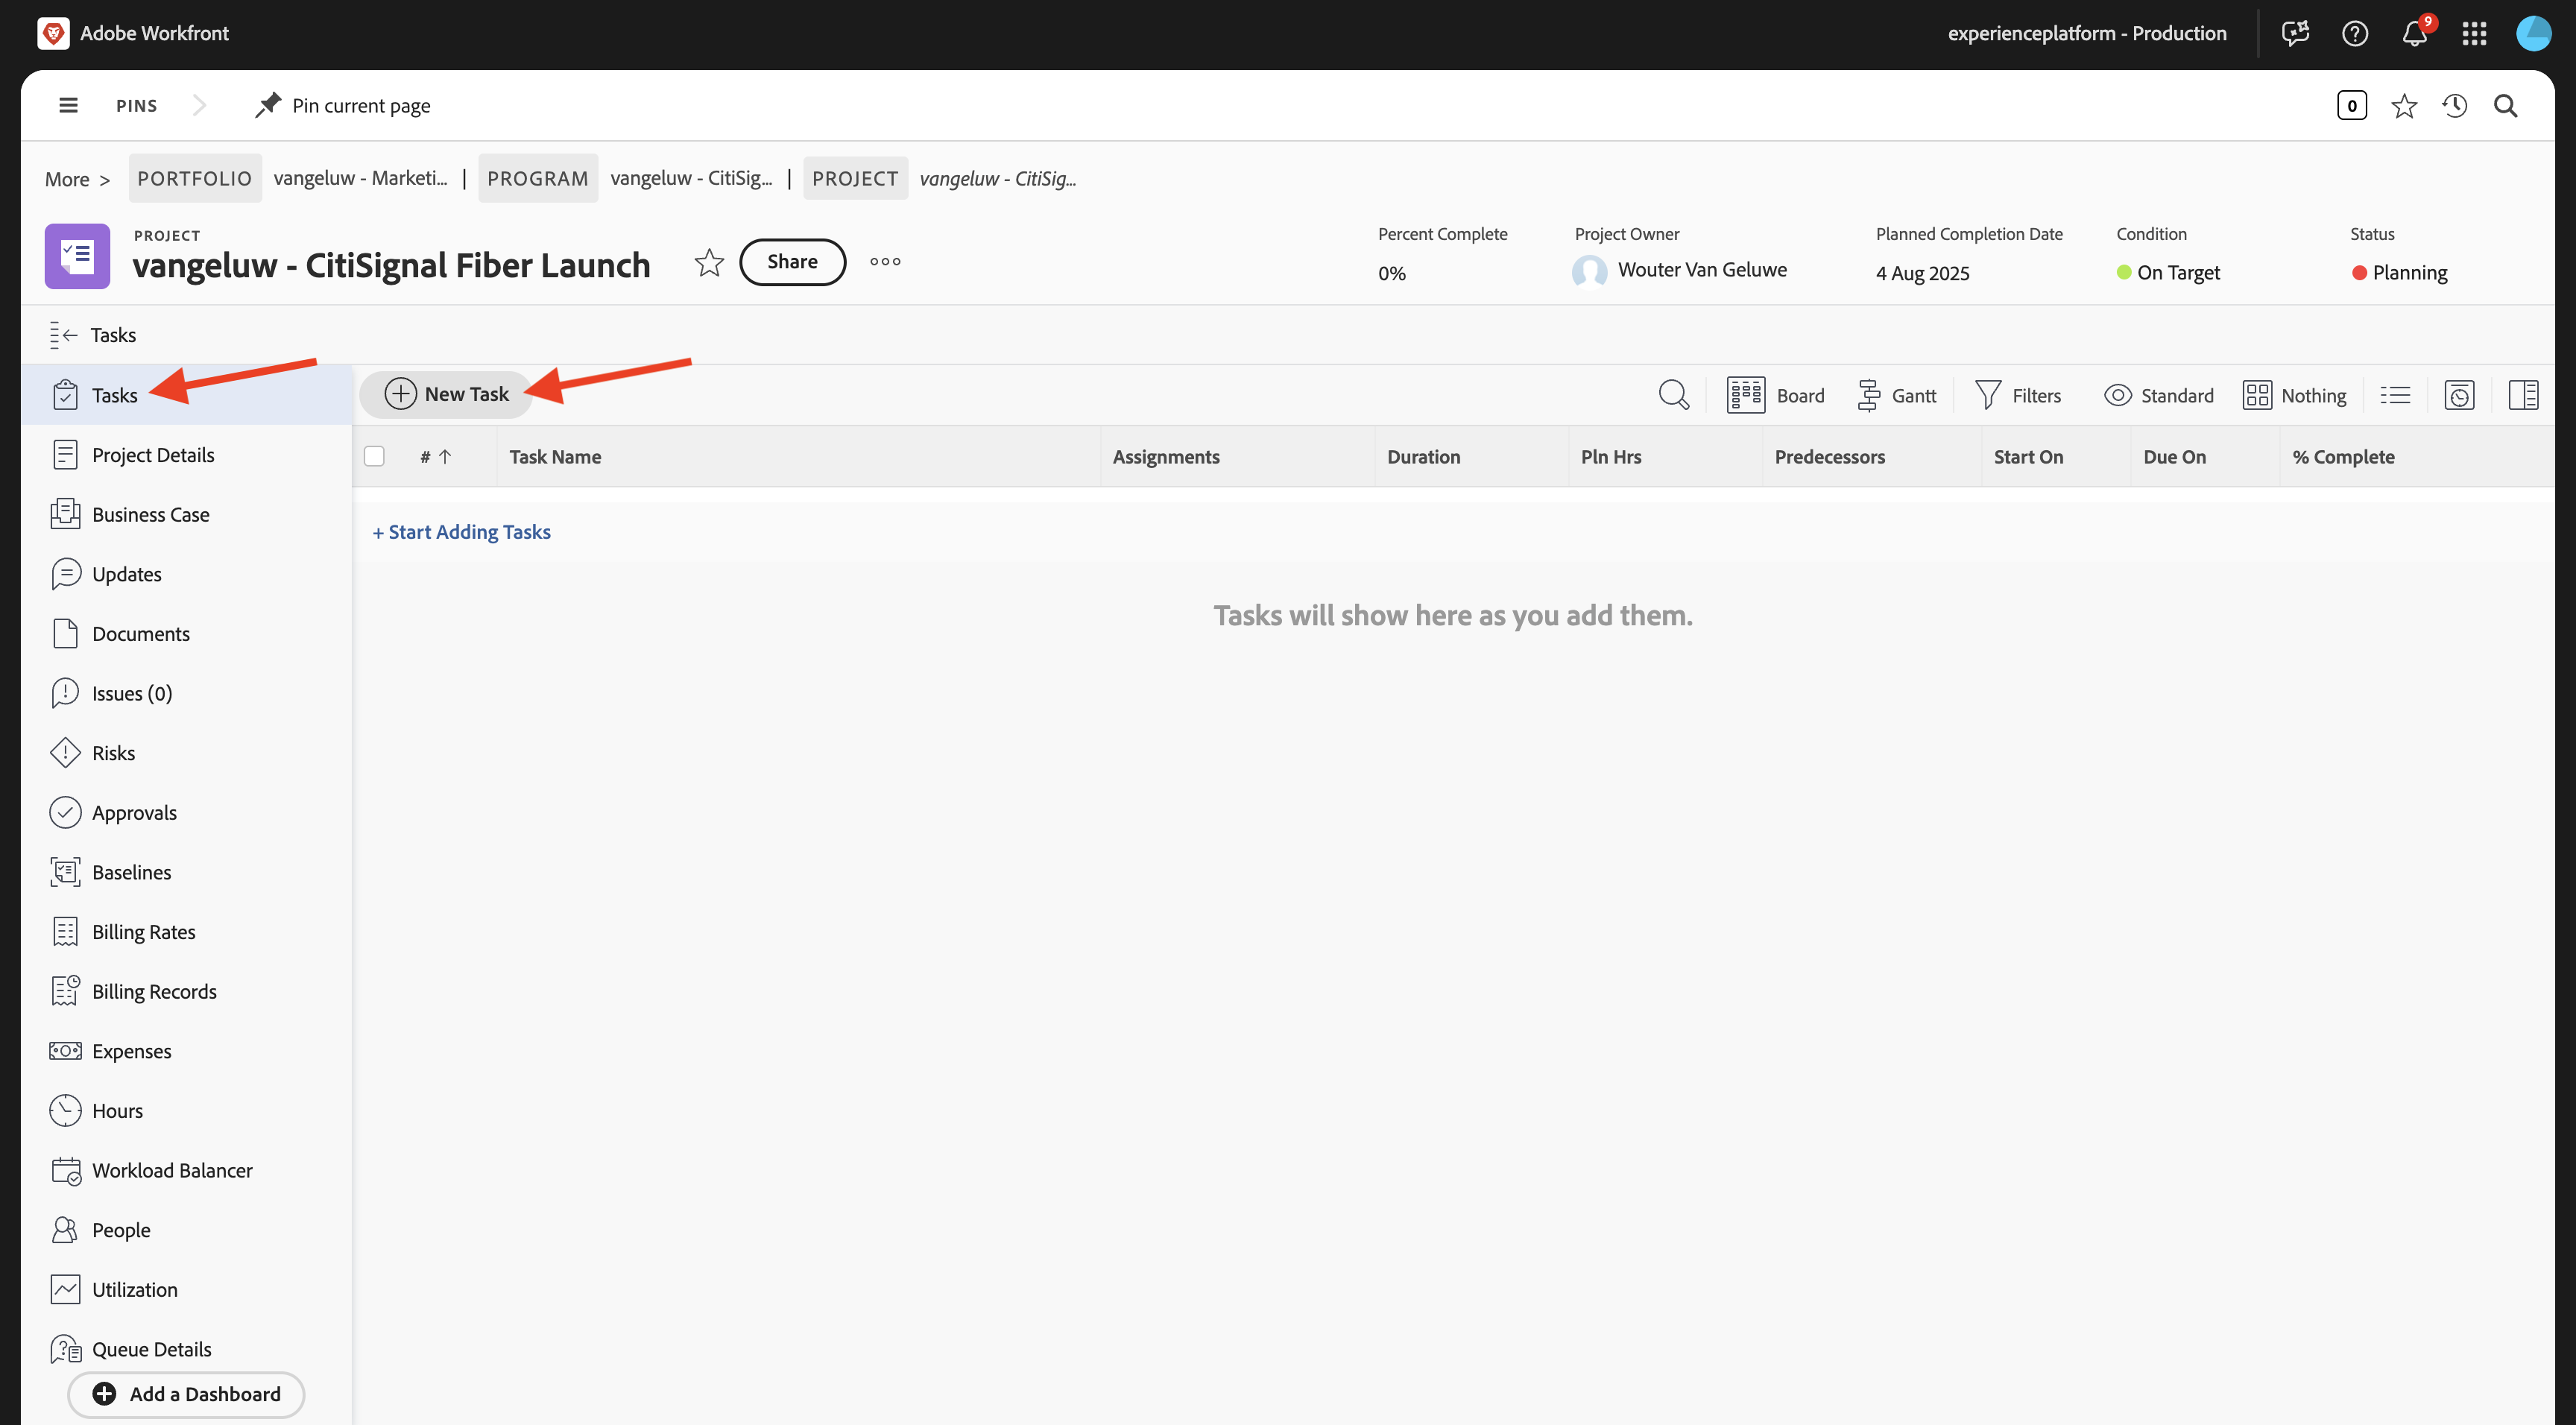 Adobe Workfront
experienceplatform - Production
9
PINS
Pin current page
0
More >
PORTFOLIO vangeluw - Marketi... | PROGRAM vangeluw - CitiSig... | PROJECT vangeluw - CitiSig...
PROJECT
vangeluw - CitiSignal Fiber Launch
Share
Percent Complete
0%
Project Owner
Wouter Van Geluwe
Planned Completion Date
4 Aug 2025
Condition
On Target
Status
Planning
Tasks
Tasks
Project Details
Business Case
Updates
Documents
Issues (0)
Risks
Approvals
Baselines
Billing Rates
Billing Records
Expenses
Hours
Workload Balancer
People
Utilization
Queue Details
Add a Dashboard
New Task
Board
Gantt
Filters
Standard
Nothing
# Task Name Assignments Duration Pln Hrs Predecessors Start On Due On % Complete
+ Start Adding Tasks
Tasks will show here as you add them.